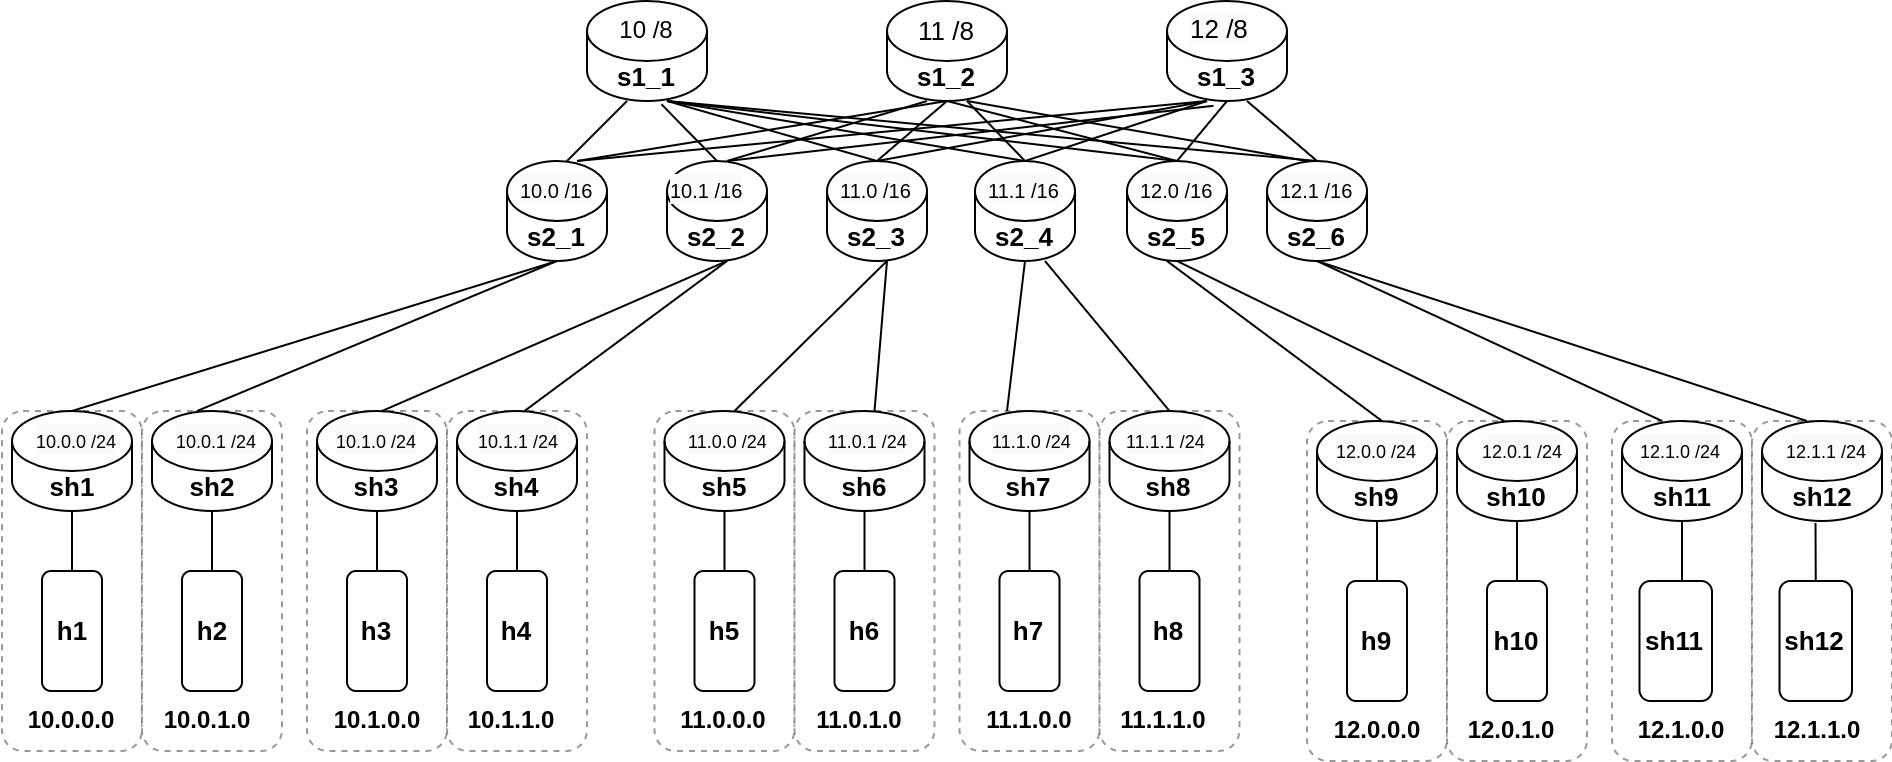 10 /8
11 /8
12 /8
s1_1
s1_2
s1_3
10.0 /16
10.1 /16
11.0 /16
11.1 /16
12.0 /16
12.1 /16
s2_1
s2_2
s2_3
s2_4
s2_5
s2_6
10.0.0 /24
10.0.1 /24
10.1.0 /24
10.1.1 /24
11.0.0 /24
11.0.1 /24
11.1.0 /24
11.1.1 /24
12.0.0 /24
12.0.1 /24
12.1.0 /24
12.1.1 /24
sh1
sh2
sh3
sh4
sh5
sh6
sh7
sh8
sh9
sh10
sh11
sh12
h1
h2
h3
h4
h5
h6
h7
h8
h9
h10
sh11
sh12
10.0.0.0
10.0.1.0
10.1.0.0
10.1.1.0
11.0.0.0
11.0.1.0
11.1.0.0
11.1.1.0
12.0.0.0
12.0.1.0
12.1.0.0
12.1.1.0